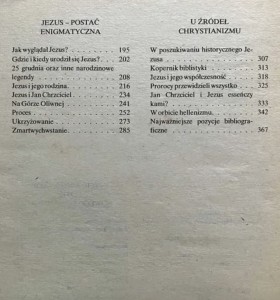 JEZUS – POSTAĆ
ENIGMATYCZNA
Jak wyglądał Jezus? . . . . . . . 195
Gdzie i kiedy urodził się Jezus? . 202
25 grudnia oraz inne narodzinowe
legendy . . . . . . . . . . . . 208
Jezus i jego rodzina. . . . . . . 216
Jezus i Jan Chrzciciel . . . . . . 234
Na Górze Oliwnej . . . . . . . . 241
Proces . . . . . . . . . . . . . 252
Ukrzyżowanie . . . . . . . . . . 273
Zmartwychwstanie . . . . . . . . 285
U ŹRÓDEŁ
CHRYSTIANIZMU
W poszukiwaniu historycznego Je-
zusa . . . . . . . . . . . . . . 307
Kopernik biblistyki . . . . . . . 313
Jezus i jego współczesność . . . . 318
Prorocy przewidzieli wszystko . . 325
Jan Chrzciciel i Jezus esseńczy-
kami? . . . . . . . . . . . . . 333
W orbicie hellenizmu. . . . . . . 342
Najważniejsze pozycje bibliogra-
ficzne . . . . . . . . . . . . . 367